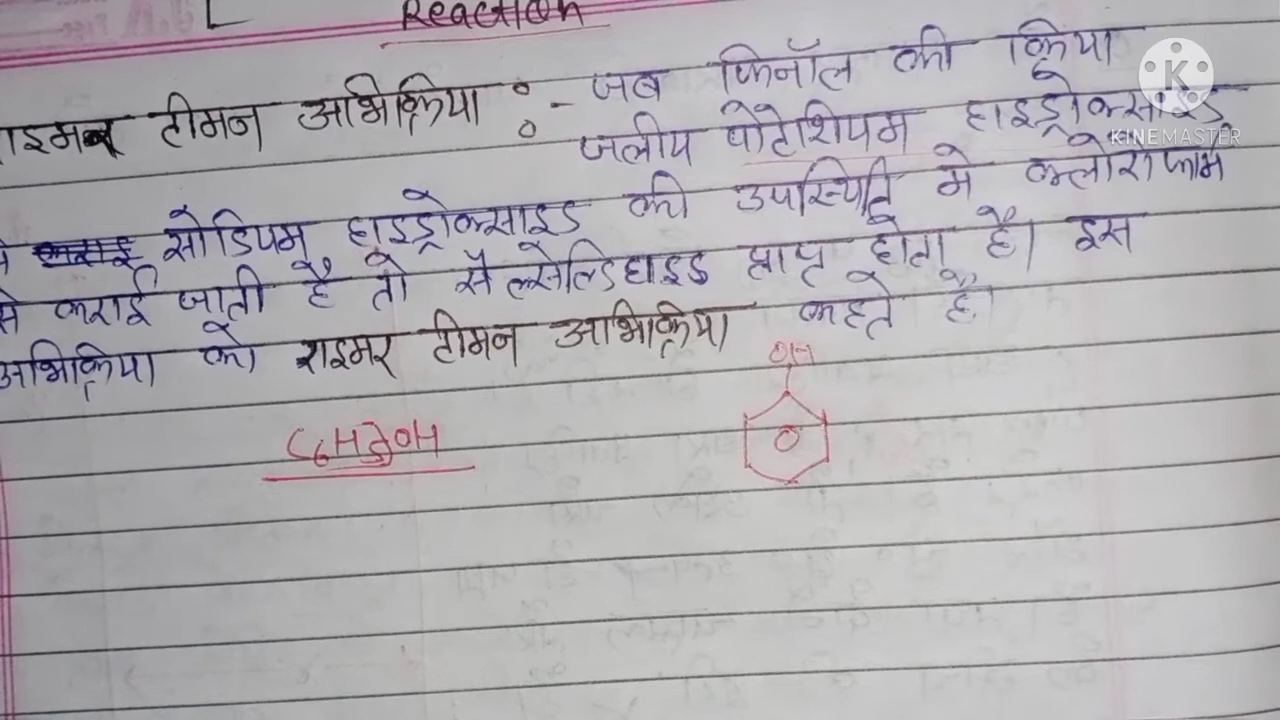 Reaction
राइमर टीमन अभिक्रिया :- जब फिनॉल की क्रिया
जलीय पोटेशियम हाइड्रोक्साइड
सोडियम हाइड्रोक्साइड की उपस्थिति मे क्लोरोफार्म
से कराई जाती है तो सैल्सेल्डिहाइड प्राप्त होता है। इस
अभिक्रिया को राइमर टीमन अभिक्रिया कहते है।
OH
C6H5OH
KINEMASTER